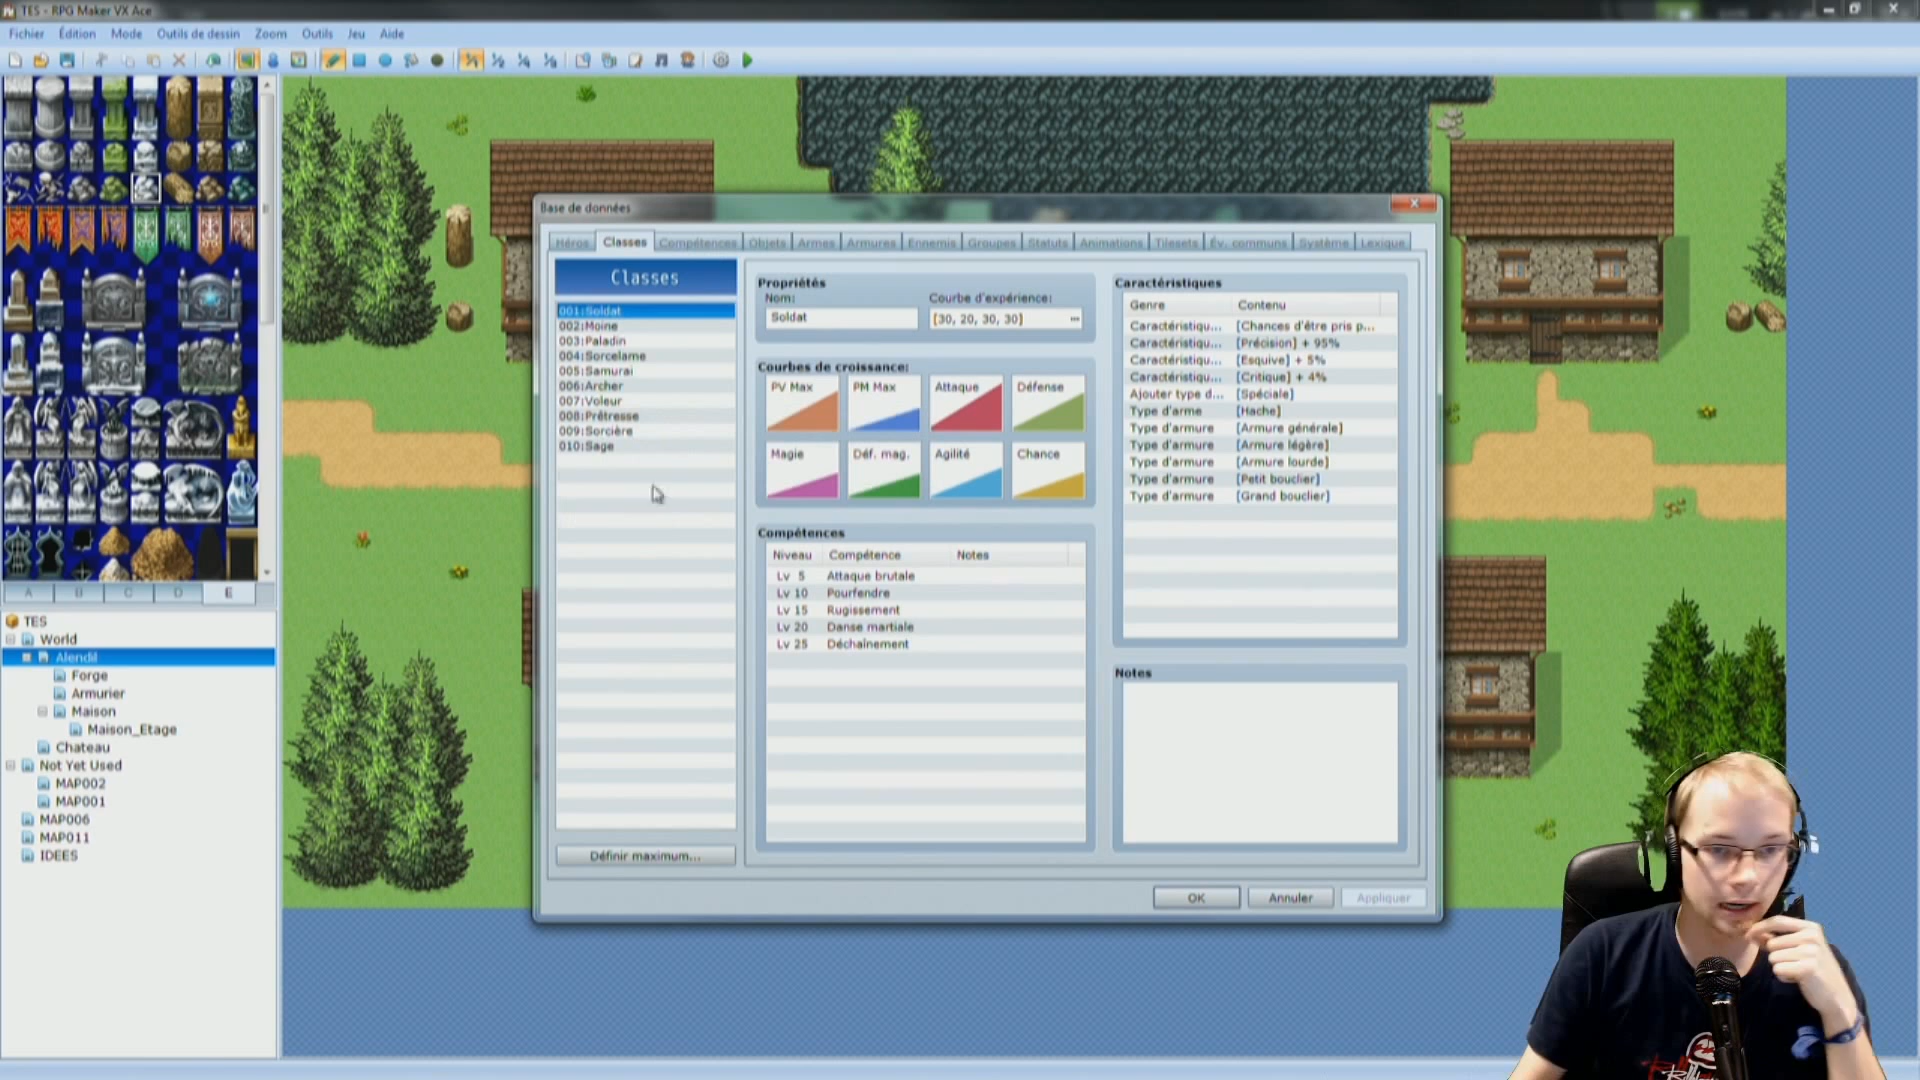 TES - RPG Maker VX Ace
Fichier Édition Mode Outils de dessin Zoom Outils Jeu Aide
A B C D E
TES
World
Alendil
Forge
Armurier
Maison
Maison_Etage
Chateau
Not Yet Used
MAP002
MAP001
MAP006
MAP011
IDEES
Base de données
Héros Classes Compétences Objets Armes Armures Ennemis Groupes Statuts Animations Tilesets Év. communs Système Lexique
Classes
001:Soldat
002:Moine
003:Paladin
004:Sorcelame
005:Samurai
006:Archer
007:Voleur
008:Prêtresse
009:Sorcière
010:Sage
Définir maximum...
Propriétés
Nom: Courbe d'expérience:
Soldat [30, 20, 30, 30] ...
Courbes de croissance:
PV Max PM Max Attaque Défense
Magie Déf. mag. Agilité Chance
Compétences
Niveau Compétence Notes
Lv 5 Attaque brutale
Lv 10 Pourfendre
Lv 15 Rugissement
Lv 20 Danse martiale
Lv 25 Déchaînement
Caractéristiques
Genre Contenu
Caractéristiqu... [Chances d'être pris p...
Caractéristiqu... [Précision] + 95%
Caractéristiqu... [Esquive] + 5%
Caractéristiqu... [Critique] + 4%
Ajouter type d... [Spéciale]
Type d'arme [Hache]
Type d'armure [Armure générale]
Type d'armure [Armure légère]
Type d'armure [Armure lourde]
Type d'armure [Petit bouclier]
Type d'armure [Grand bouclier]
Notes
OK Annuler Appliquer